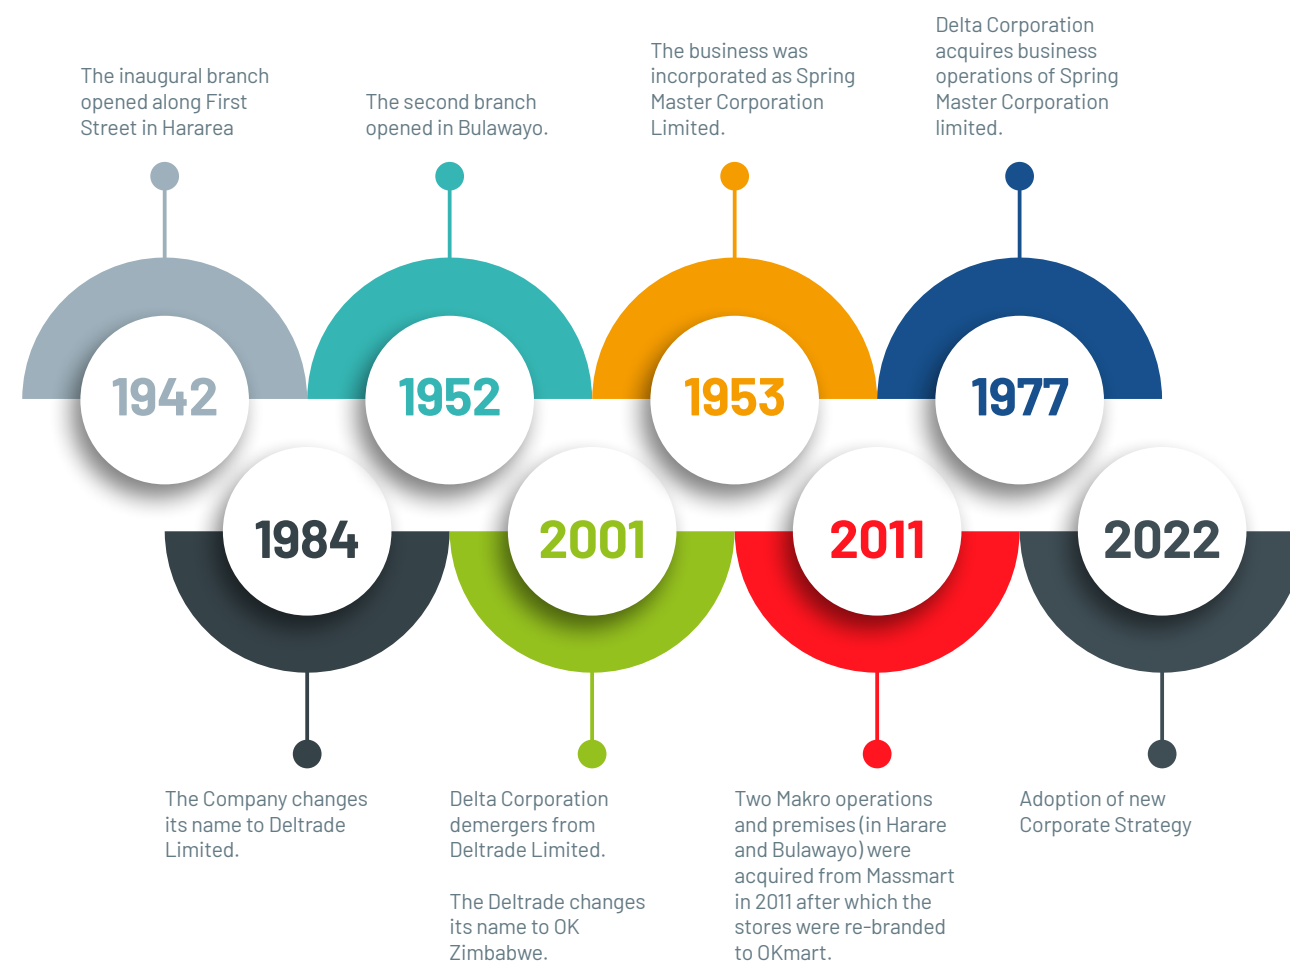 The inaugural branch
opened along First
Street in Hararea
The second branch
opened in Bulawayo.
The business was
incorporated as Spring
Master Corporation
Limited.
Delta Corporation
acquires business
operations of Spring
Master Corporation
limited.
1942
1952
1953
1977
1984
2001
2011
2022
The Company changes
its name to Deltrade
Limited.
Delta Corporation
demergers from
Deltrade Limited.
The Deltrade changes
its name to OK
Zimbabwe.
Two Makro operations
and premises (in Harare
and Bulawayo) were
acquired from Massmart
in 2011 after which the
stores were re-branded
to OKmart.
Adoption of new
Corporate Strategy